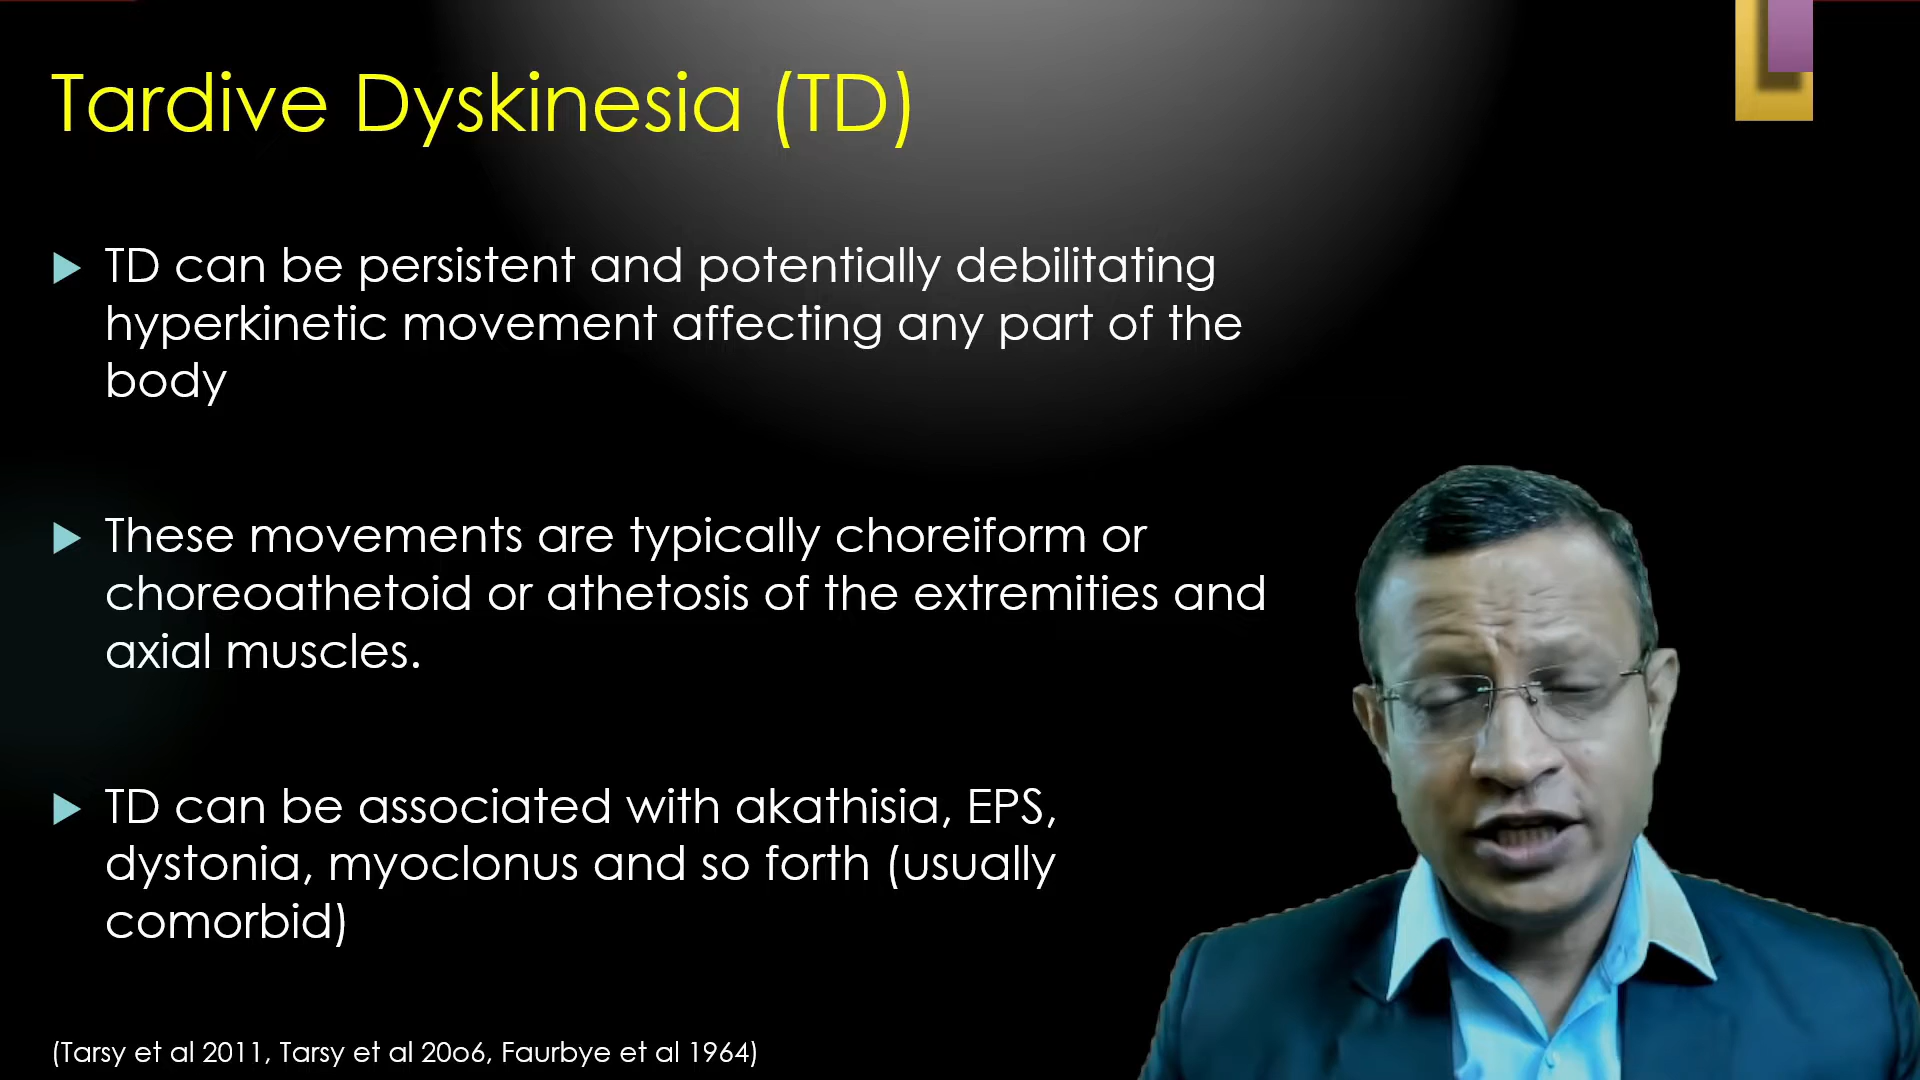 Tardive Dyskinesia (TD)
TD can be persistent and potentially debilitating
hyperkinetic movement affecting any part of the
body
These movements are typically choreiform or
choreoathetoid or athetosis of the extremities and
axial muscles.
TD can be associated with akathisia, EPS,
dystonia, myoclonus and so forth (usually
comorbid)
(Tarsy et al 2011, Tarsy et al 20o6, Faurbye et al 1964)